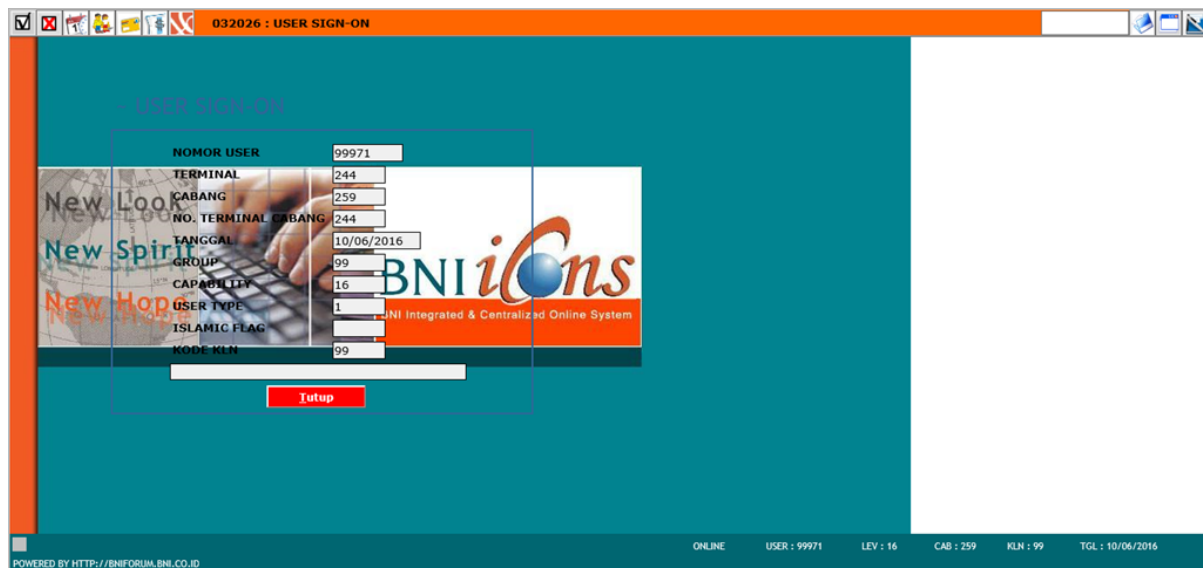 032026 : USER SIGN-ON
- USER SIGN-ON
NOMOR USER 99971
TERMINAL 244
CABANG 259
NO. TERMINAL CABANG 244
TANGGAL 10/06/2016
GROUP 99
CAPABILITY 16
USER TYPE 1
ISLAMIC FLAG
KODE KLN 99
New Look
New Spirit
New Hope
BNI icons
BNI Integrated & Centralized Online System
Tutup
ONLINE USER : 99971 LEV : 16 CAB : 259 KLN : 99 TGL : 10/06/2016
POWERED BY HTTP://BNIFORUM.BNI.CO.ID